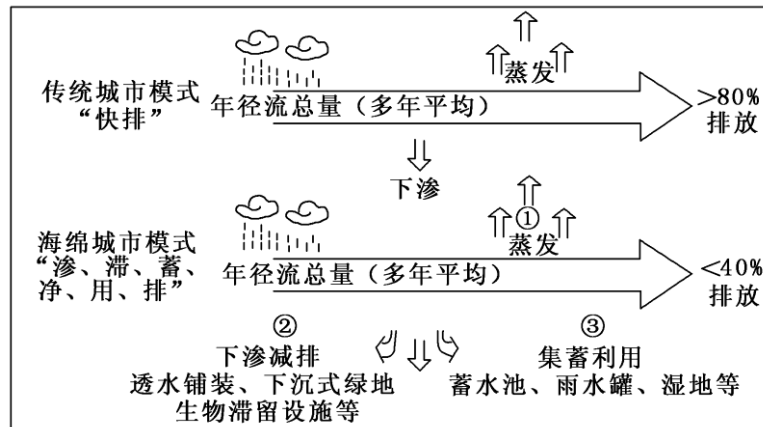 传统城市模式
“快排”
年径流总量（多年平均）
蒸发
>80%
排放
下渗
海绵城市模式
“渗、滞、蓄、
净、用、排”
年径流总量（多年平均）
①
蒸发
<40%
排放
②
下渗减排
透水铺装、下沉式绿地
生物滞留设施等
③
集蓄利用
蓄水池、雨水罐、湿地等